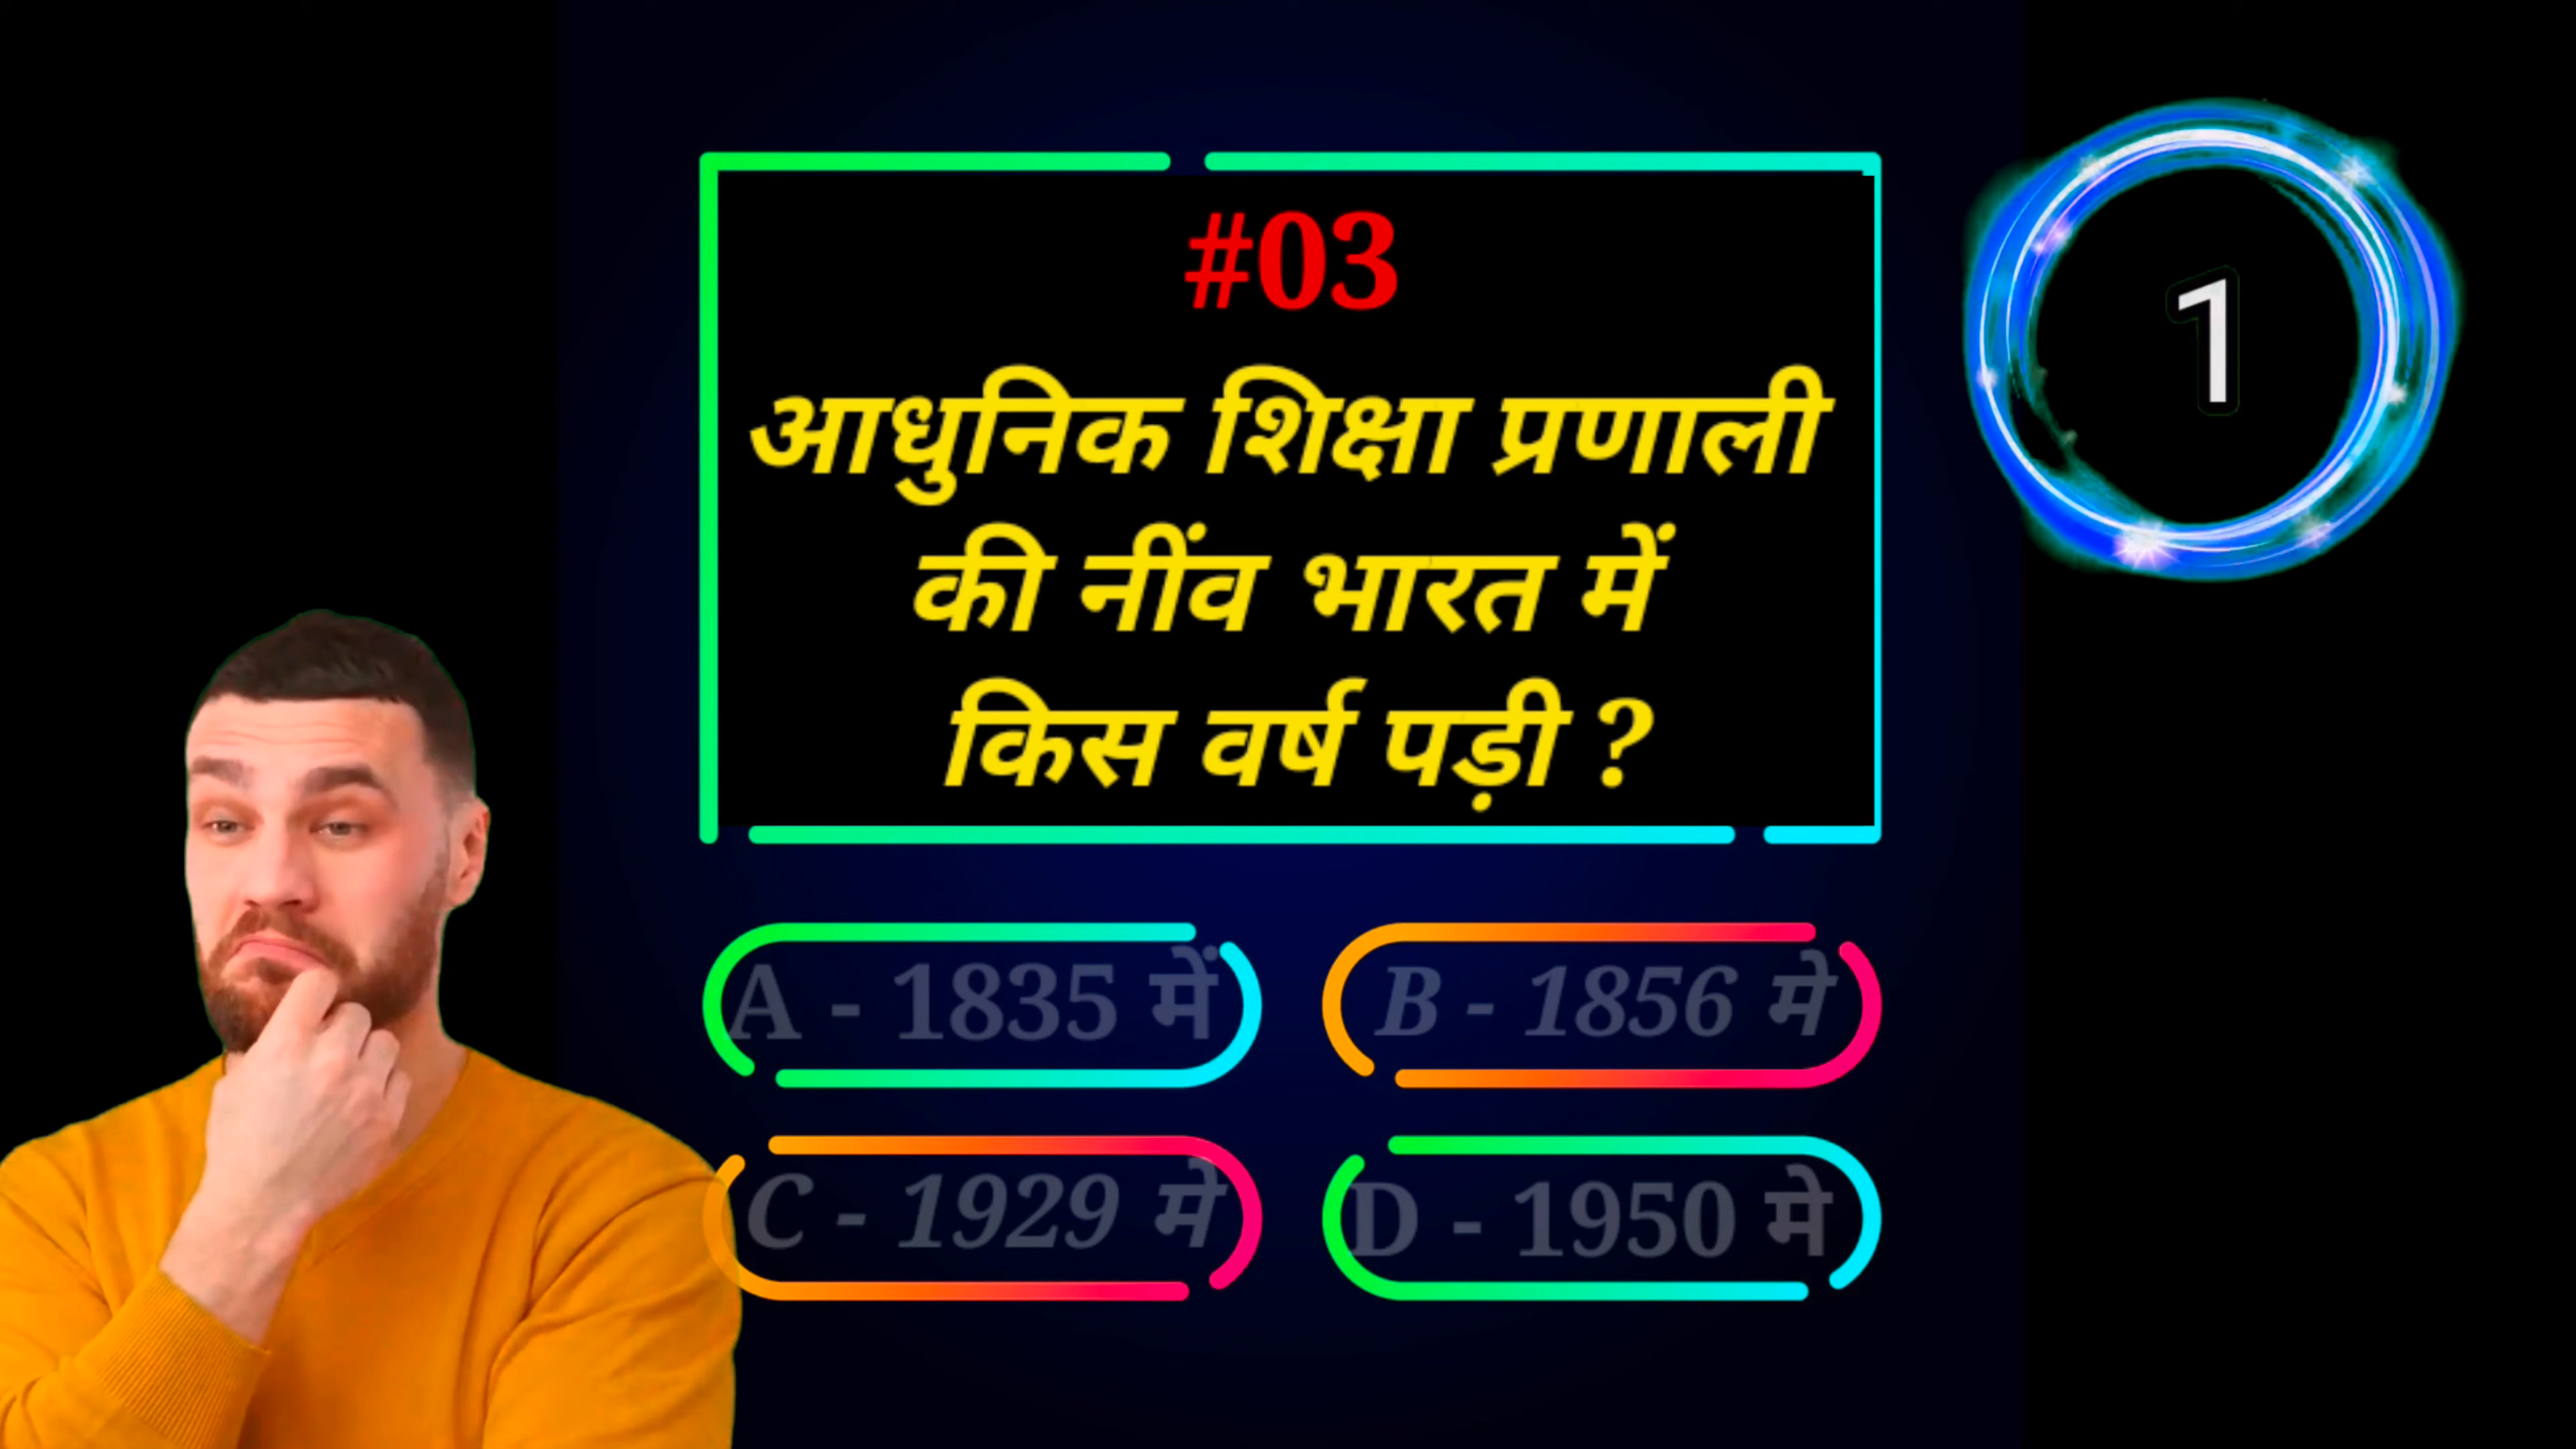 #03
1
आधुनिक शिक्षा प्रणाली
की नींव भारत में
किस वर्ष पड़ी ?
A - 1835 में
B - 1856 मे
C - 1929 मे
D - 1950 मे